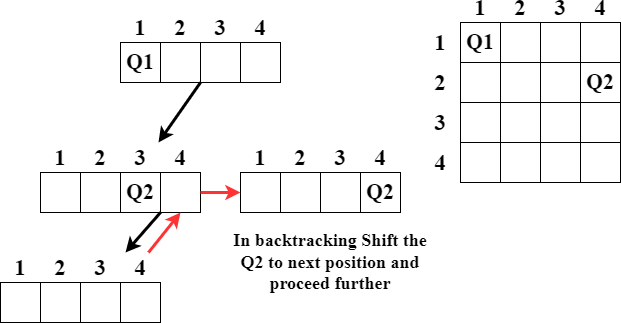 1 2 3 4
Q1
1 2 3 4
Q2
1 2 3 4
Q2
In backtracking Shift the
Q2 to next position and
proceed further
1 2 3 4
1 2 3 4
1 Q1
2 Q2
3
4